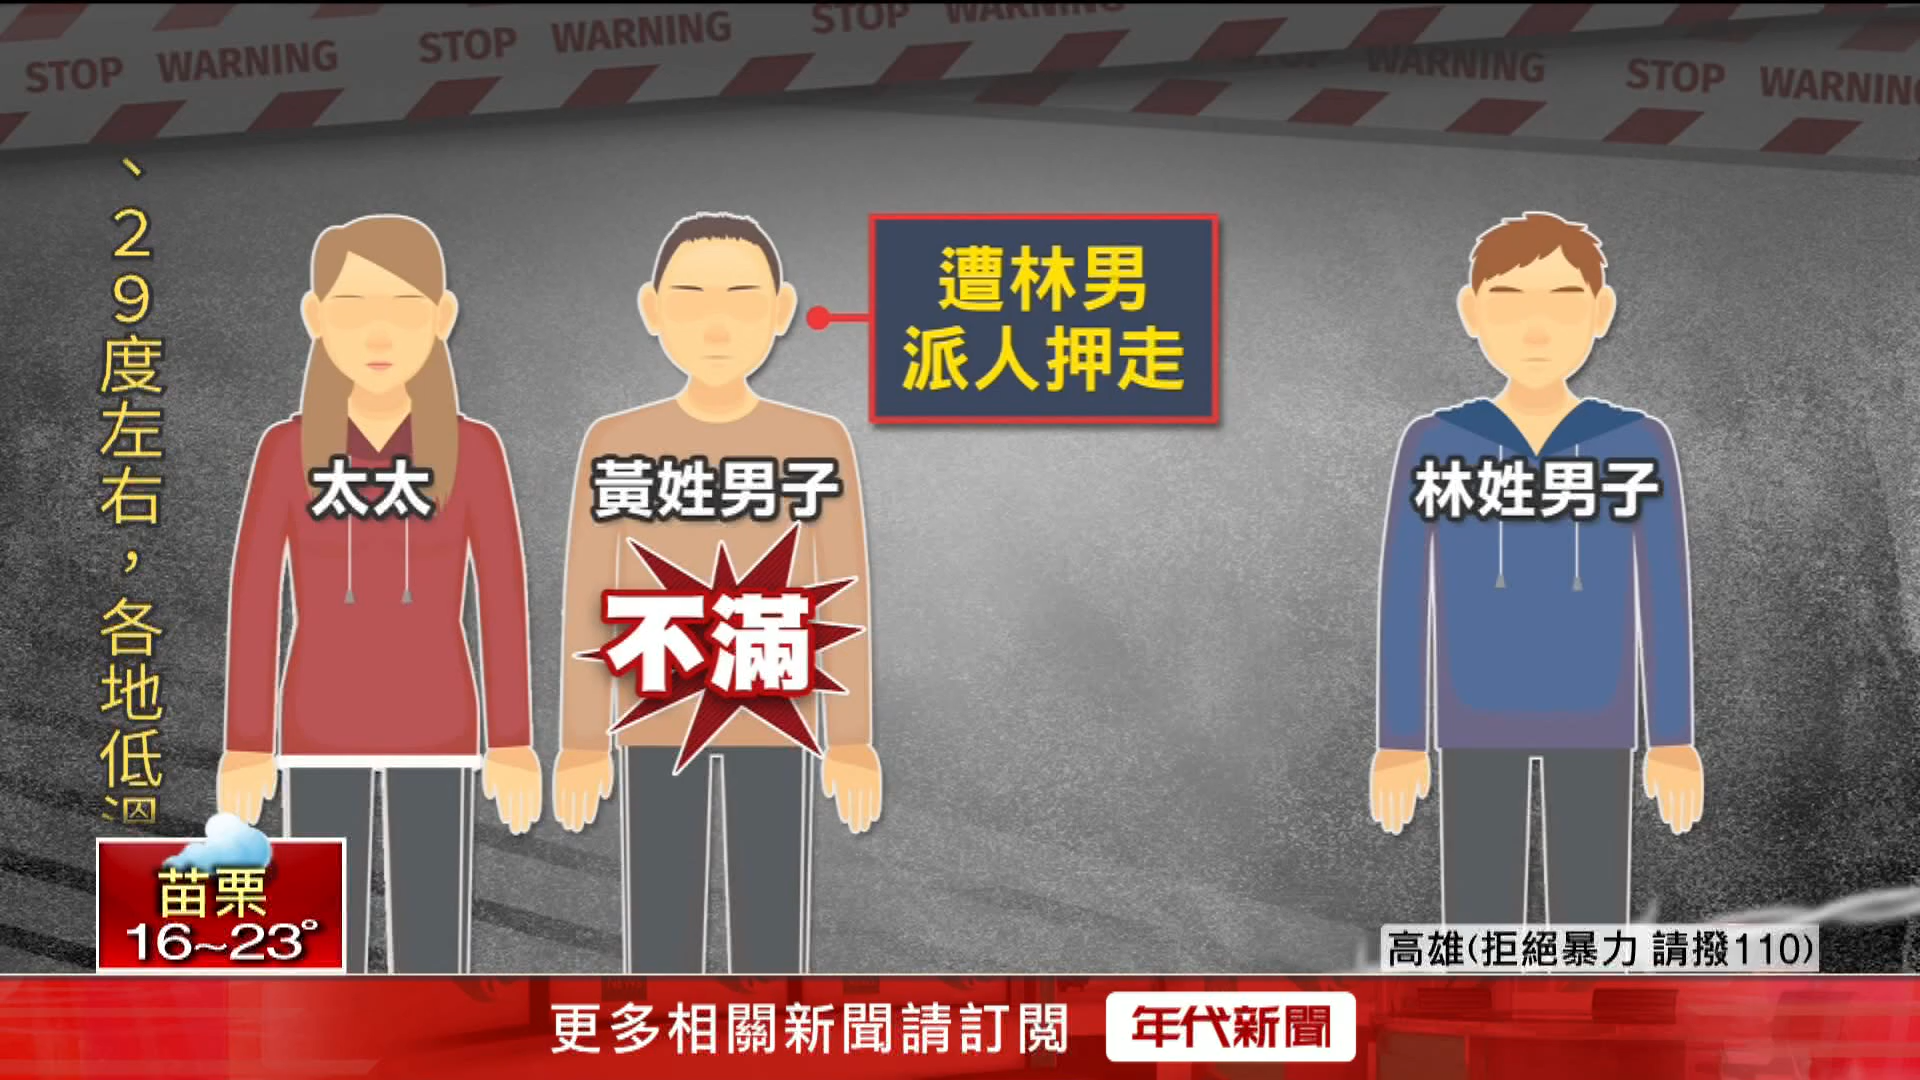 STOP WARNING STOP WARNING STOP WARNING
WARNING STOP WARNING
、29度左右，各地低溫
遭林男
派人押走
太太
黃姓男子
林姓男子
不滿
苗栗
16~23°
高雄(拒絕暴力 請撥110)
更多相關新聞請訂閱
年代新聞